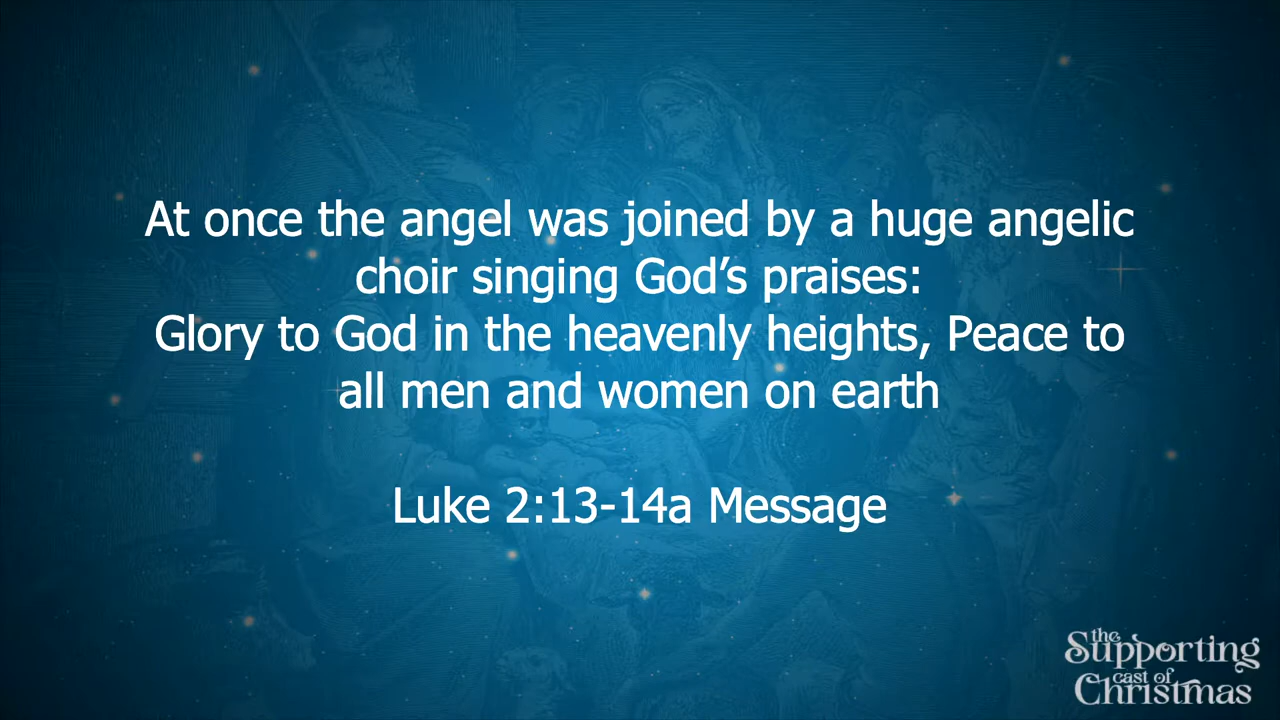 At once the angel was joined by a huge angelic
choir singing God’s praises:
Glory to God in the heavenly heights, Peace to
all men and women on earth
Luke 2:13-14a Message
the
Supporting
cast of
Christmas